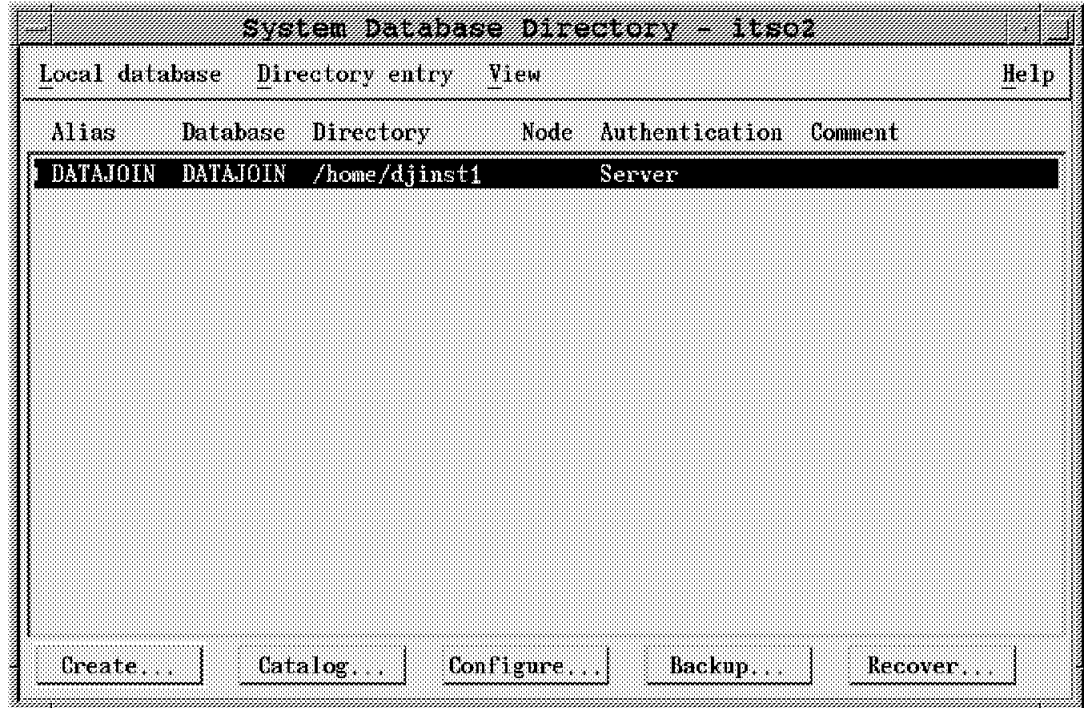 System Database Directory - itso2
Local database Directory entry View Help
Alias Database Directory Node Authentication Comment
DATAJOIN DATAJOIN /home/djinst1 Server
Create... Catalog... Configure... Backup... Recover...